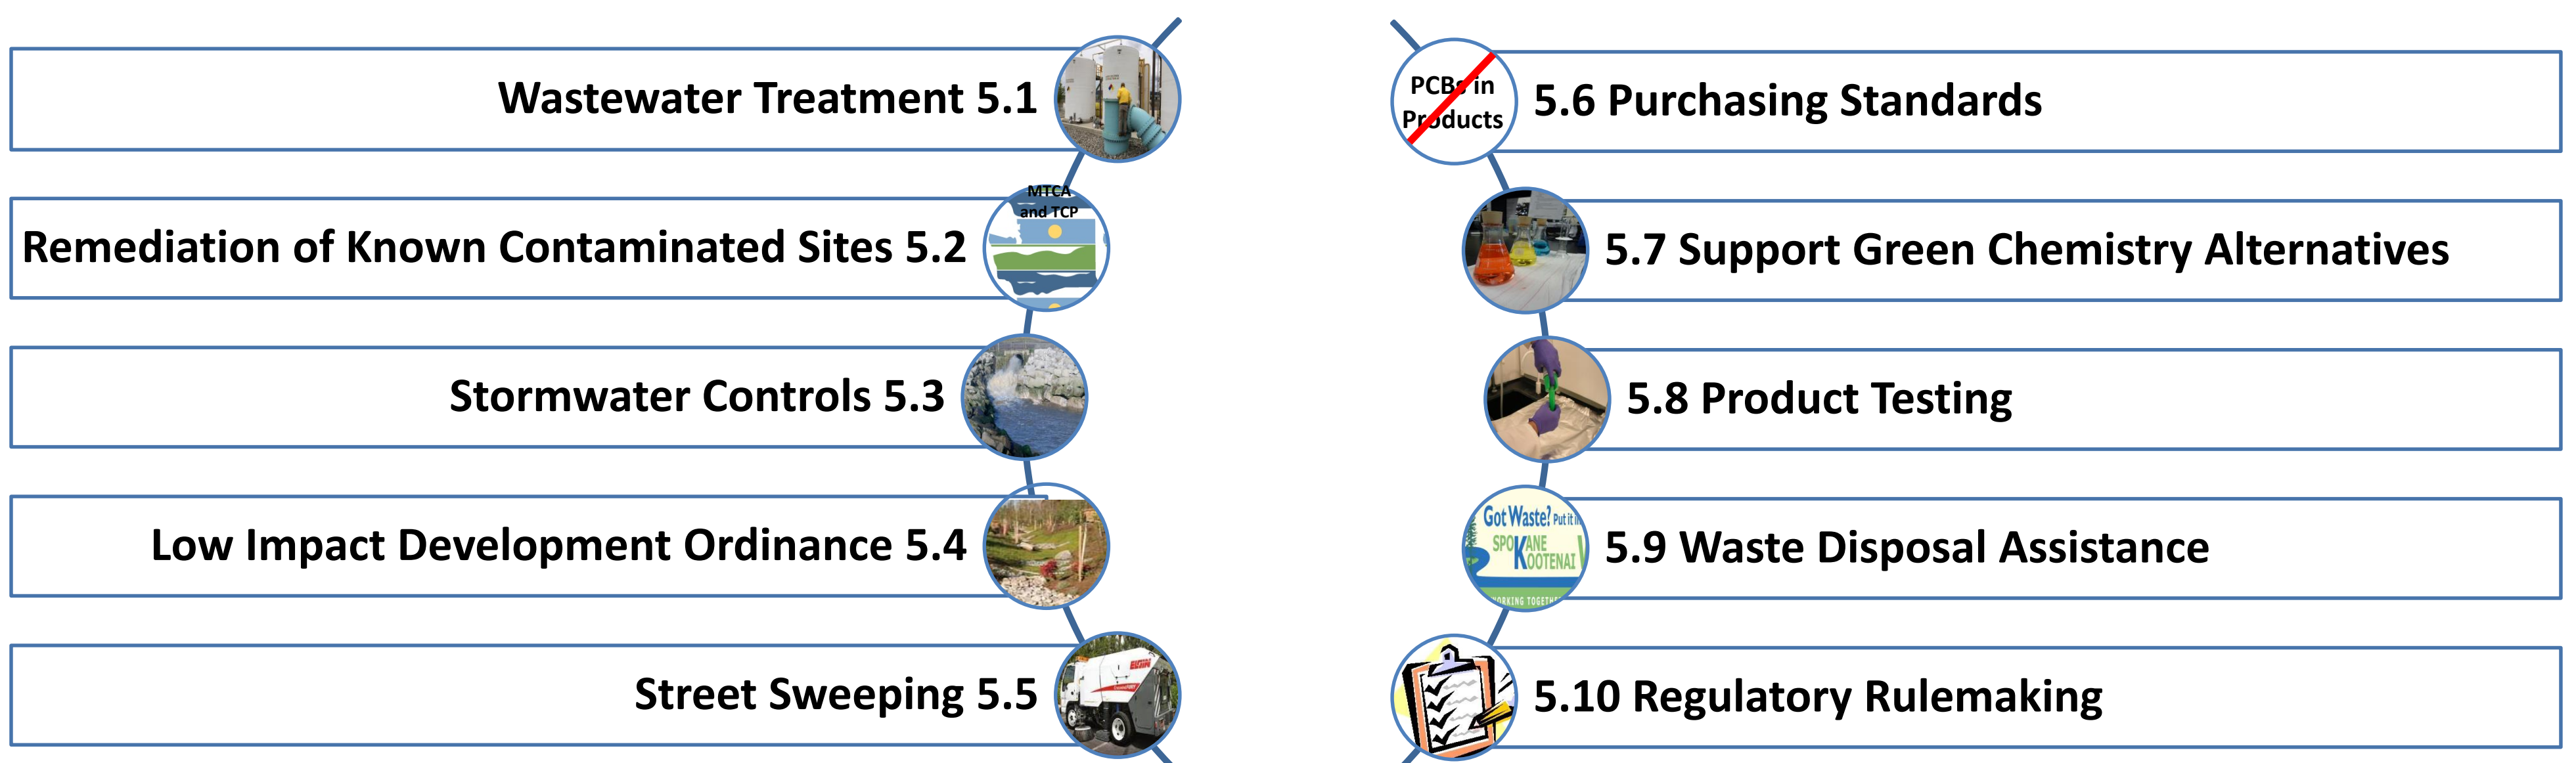 Wastewater Treatment 5.1
MTCA
and TCP
Remediation of Known Contaminated Sites 5.2
Stormwater Controls 5.3
Low Impact Development Ordinance 5.4
Street Sweeping 5.5
PCBs in
Products
5.6 Purchasing Standards
5.7 Support Green Chemistry Alternatives
5.8 Product Testing
Got Waste? Put it i
SPOKANE
KOOTENAI
WORKING TOGETHE
5.9 Waste Disposal Assistance
5.10 Regulatory Rulemaking